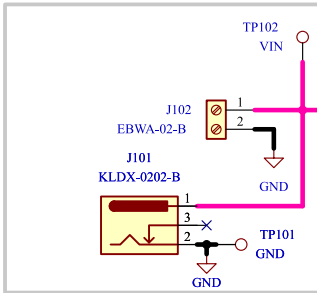 TP102
VIN
J102
1
EBWA-02-B
2
J101
GND
KLDX-0202-B
1
3
TP101
2
GND
GND